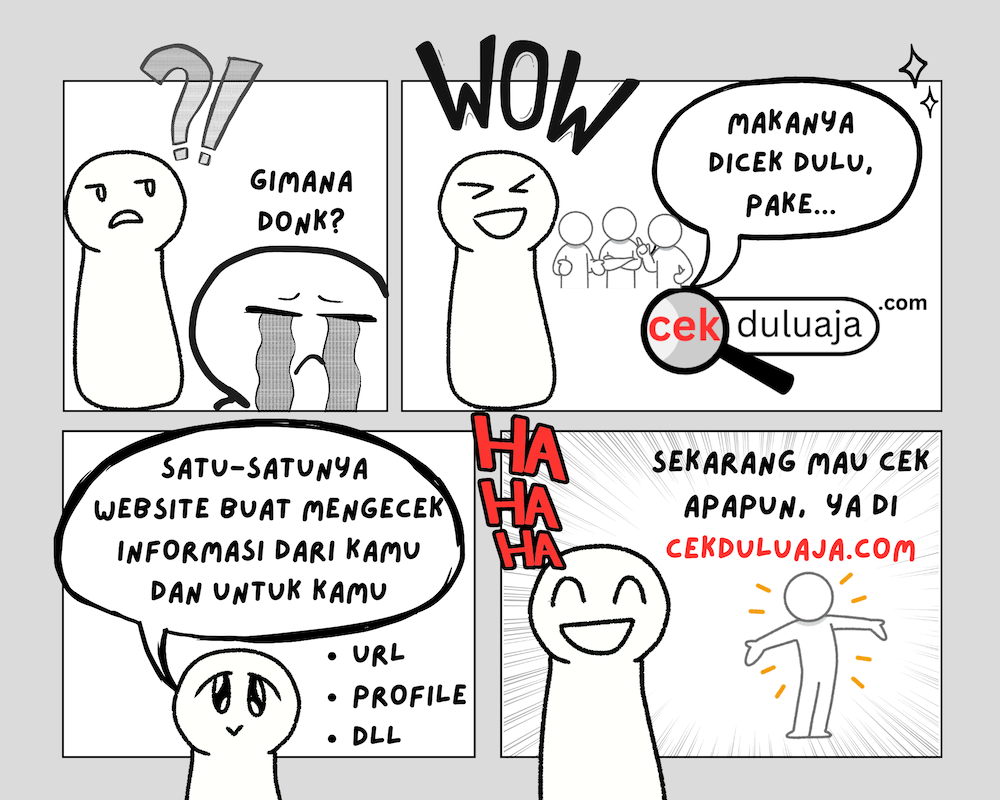 ?!
GIMANA
DONK?
WOW
MAKANYA
DICEK DULU,
PAKE...
cek duluaja .com
SATU-SATUNYA
WEBSITE BUAT MENGECEK
INFORMASI DARI KAMU
DAN UNTUK KAMU
• URL
• PROFILE
• DLL
HA
HA
HA
SEKARANG MAU CEK
APAPUN. YA DI
CEKDULUAJA.COM